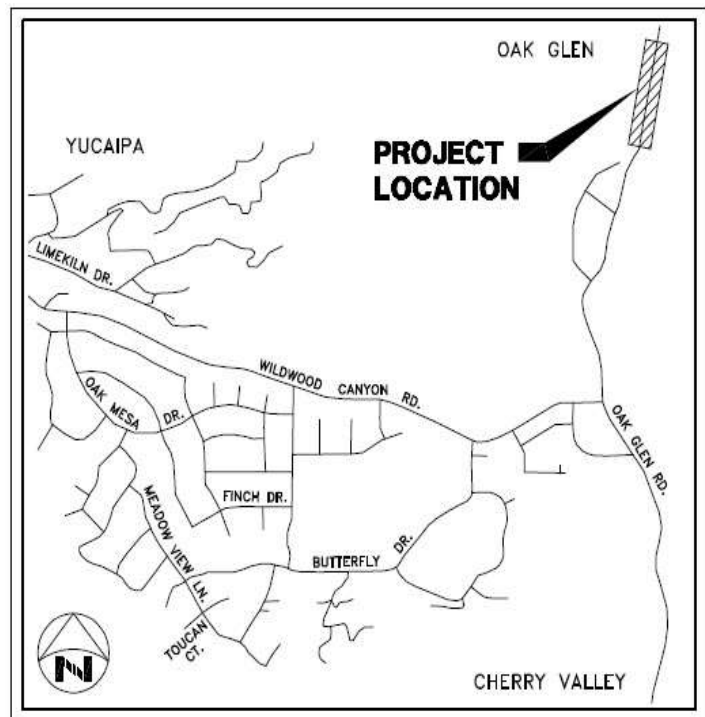 OAK GLEN
YUCAIPA
PROJECT
LOCATION
LIMEKILN DR.
WILDWOOD CANYON RD.
OAK MESA DR.
OAK GLEN RD.
FINCH DR.
MEADOW VIEW LN.
BUTTERFLY DR.
TOUCAN
CT.
N
CHERRY VALLEY